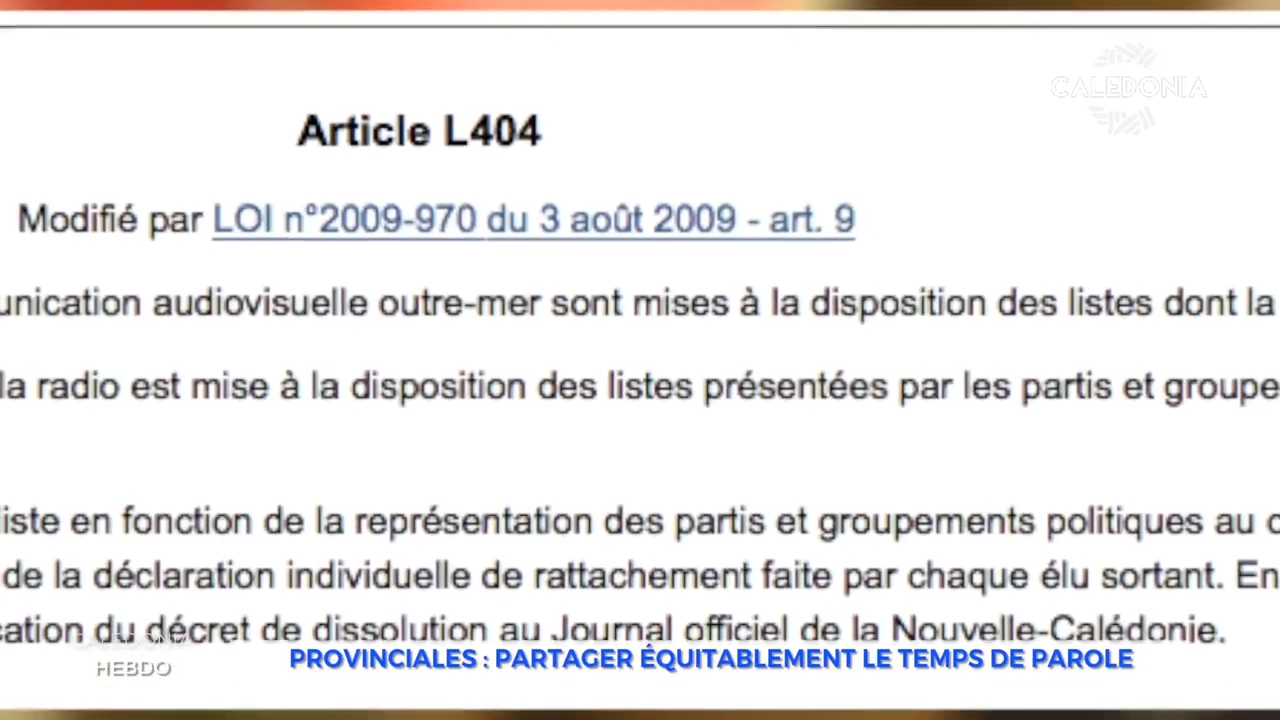 CALEDONIA
Article L404
Modifié par LOI n°2009-970 du 3 août 2009 - art. 9
audiovisuelle outre-mer sont mises à la disposition des listes dont la
la radio est mise à la disposition des listes présentées par les partis et
en fonction de la représentation des partis et groupements politiques au
de la déclaration individuelle de rattachement faite par chaque élu sortant. En
du décret de dissolution au Journal officiel de la Nouvelle-Calédonie.
CALEDONIA
HEBDO
PROVINCIALES : PARTAGER ÉQUITABLEMENT LE TEMPS DE PAROLE